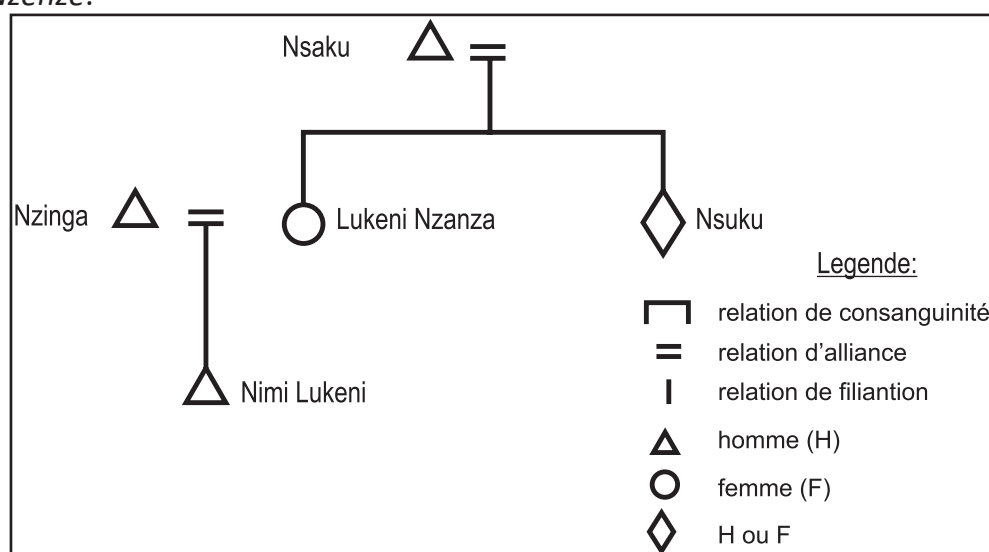 Nsaku
Nzinga
Lukeni Nzanza
Nsuku
Nimi Lukeni
Legende:
relation de consanguinité
relation d’alliance
relation de filiantion
homme (H)
femme (F)
H ou F